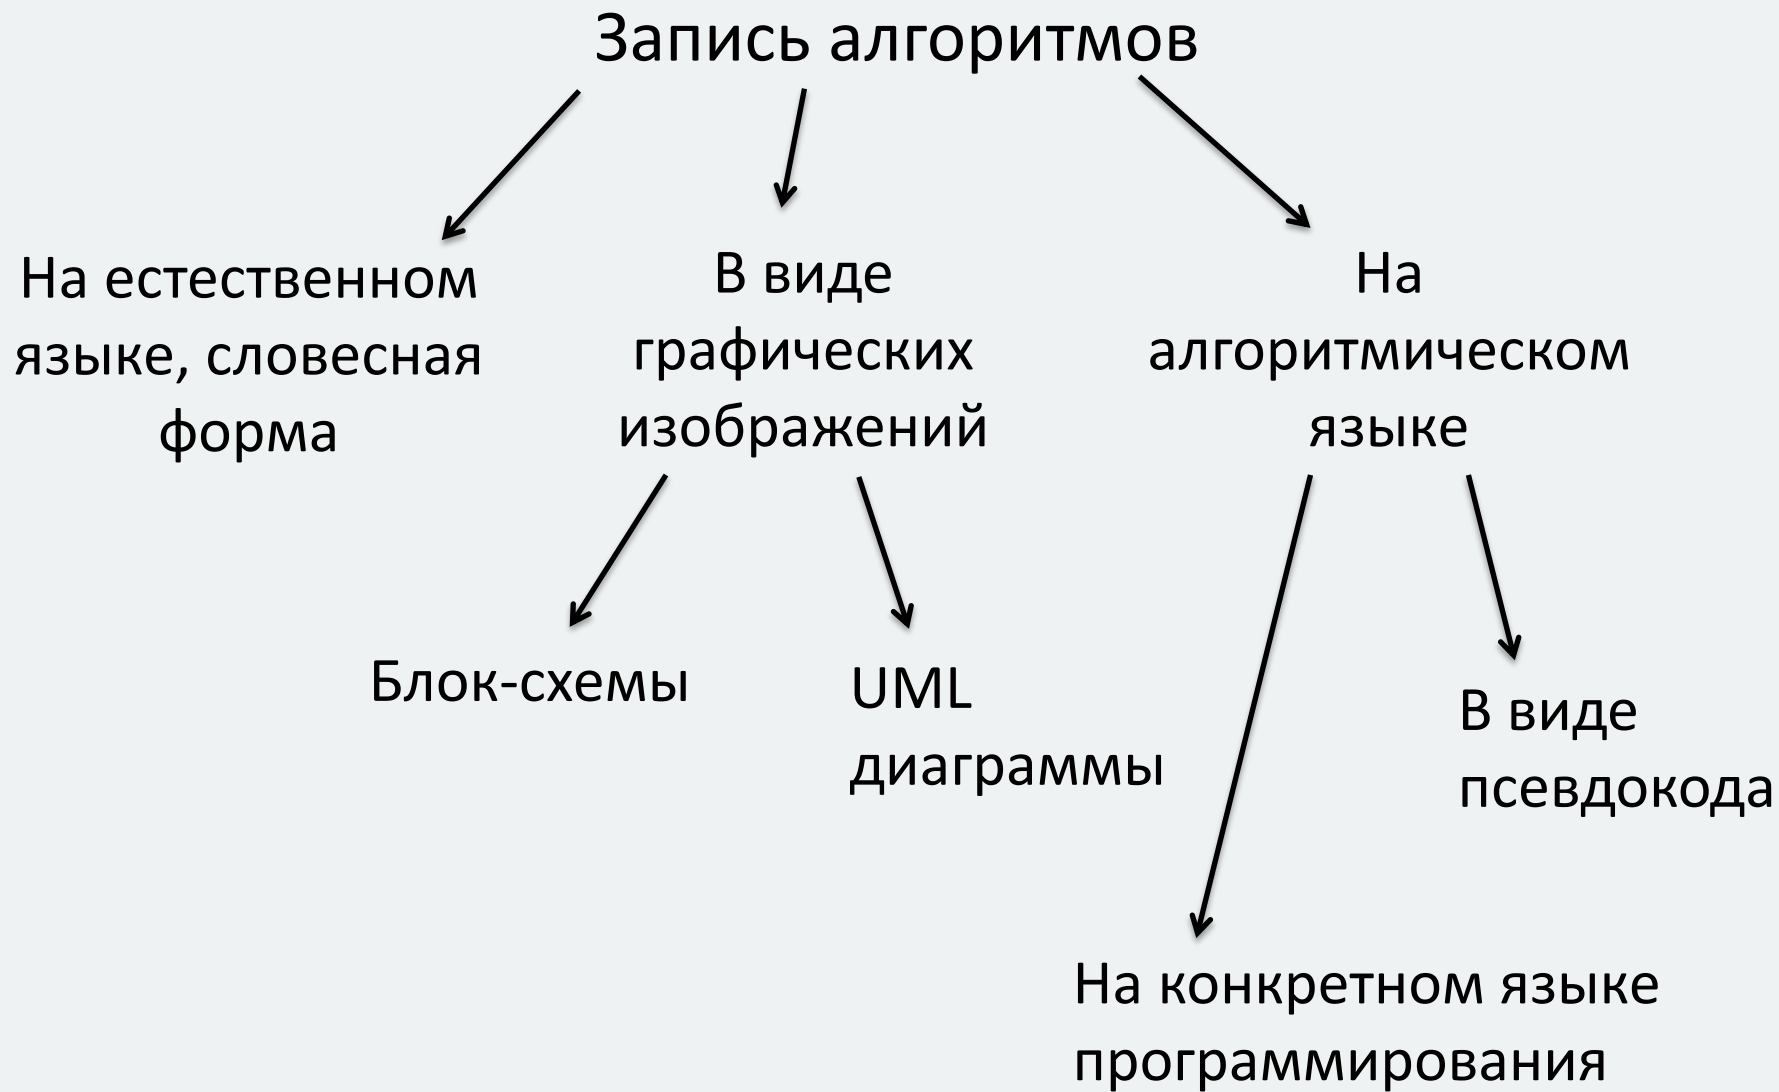 Запись алгоритмов
На естественном
языке, словесная
форма
В виде
графических
изображений
На
алгоритмическом
языке
Блок-схемы
UML
диаграммы
В виде
псевдокода
На конкретном языке
программирования